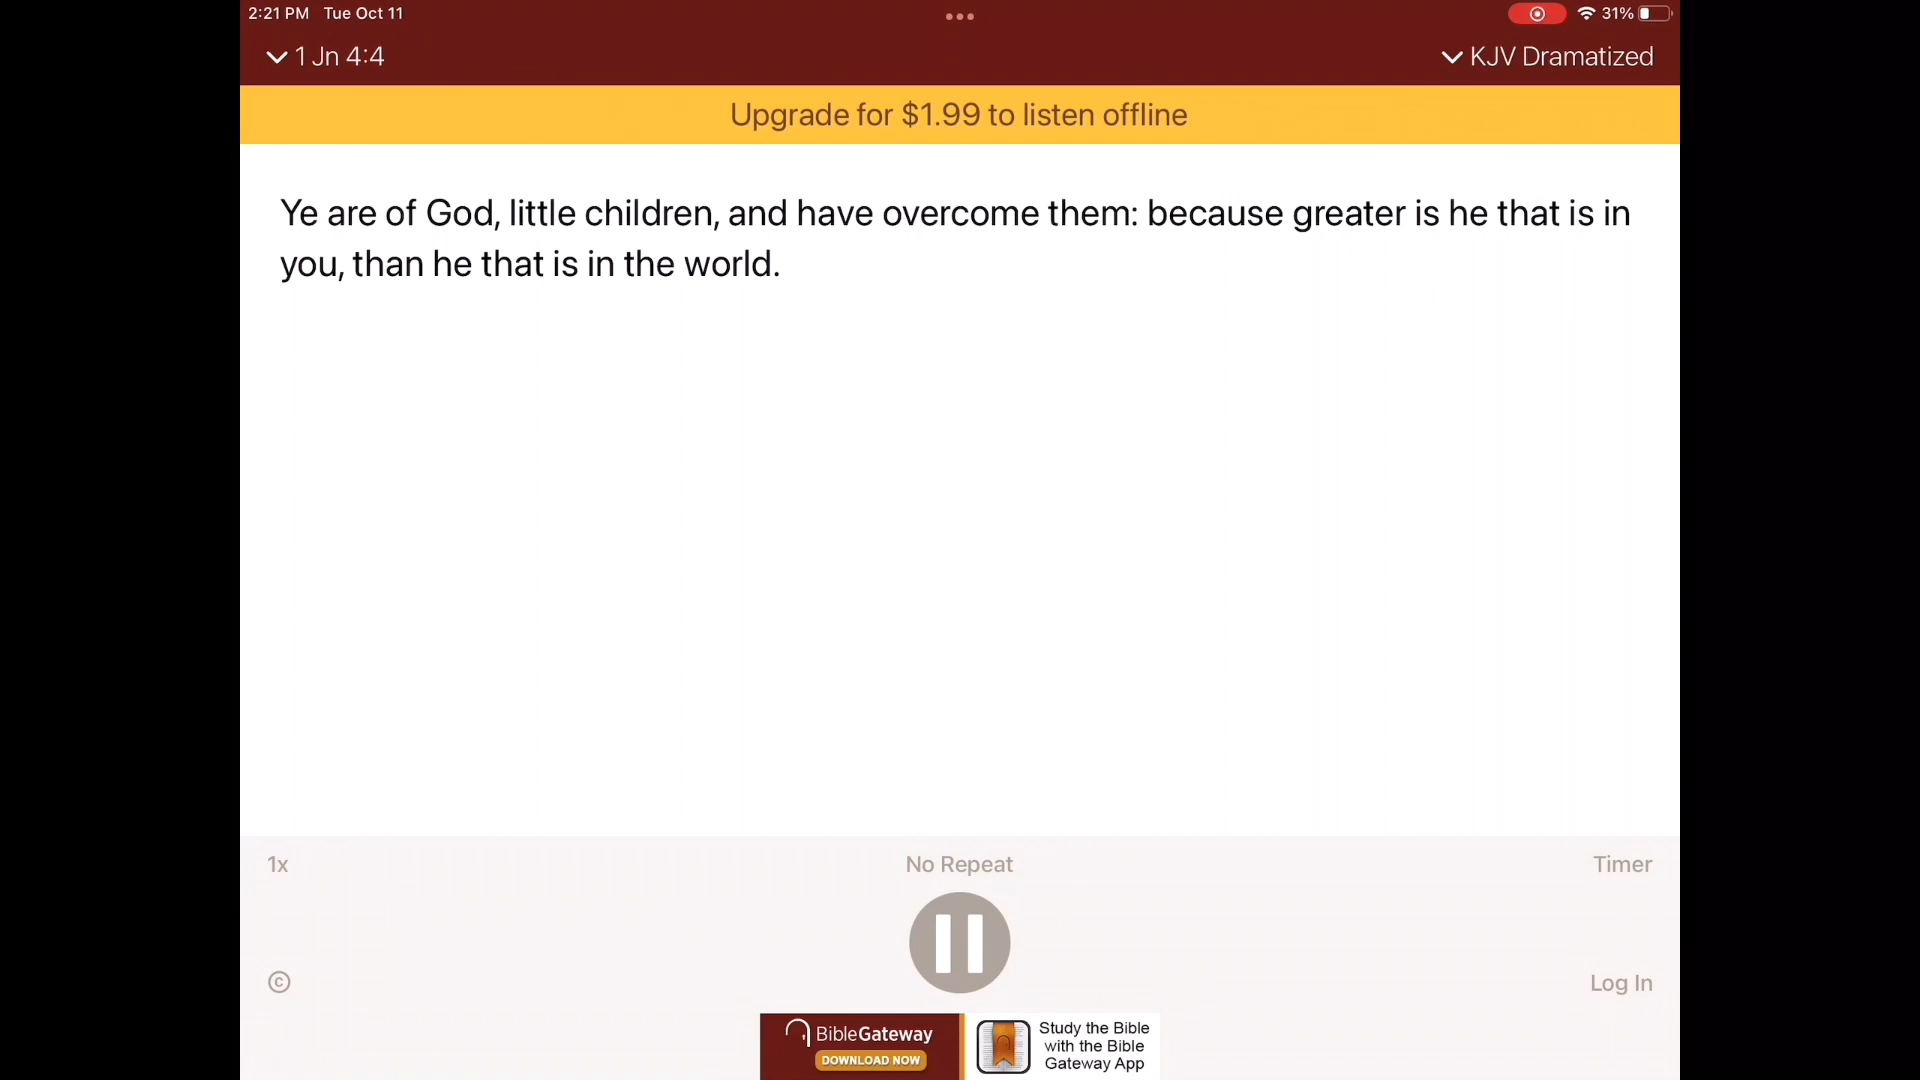 2:21 PM Tue Oct 11
31%
1 Jn 4:4
KJV Dramatized
Upgrade for $1.99 to listen offline
Ye are of God, little children, and have overcome them: because greater is he that is in
you, than he that is in the world.
1x
No Repeat
Timer
©
Log In
BibleGateway
DOWNLOAD NOW
Study the Bible
with the Bible
Gateway App